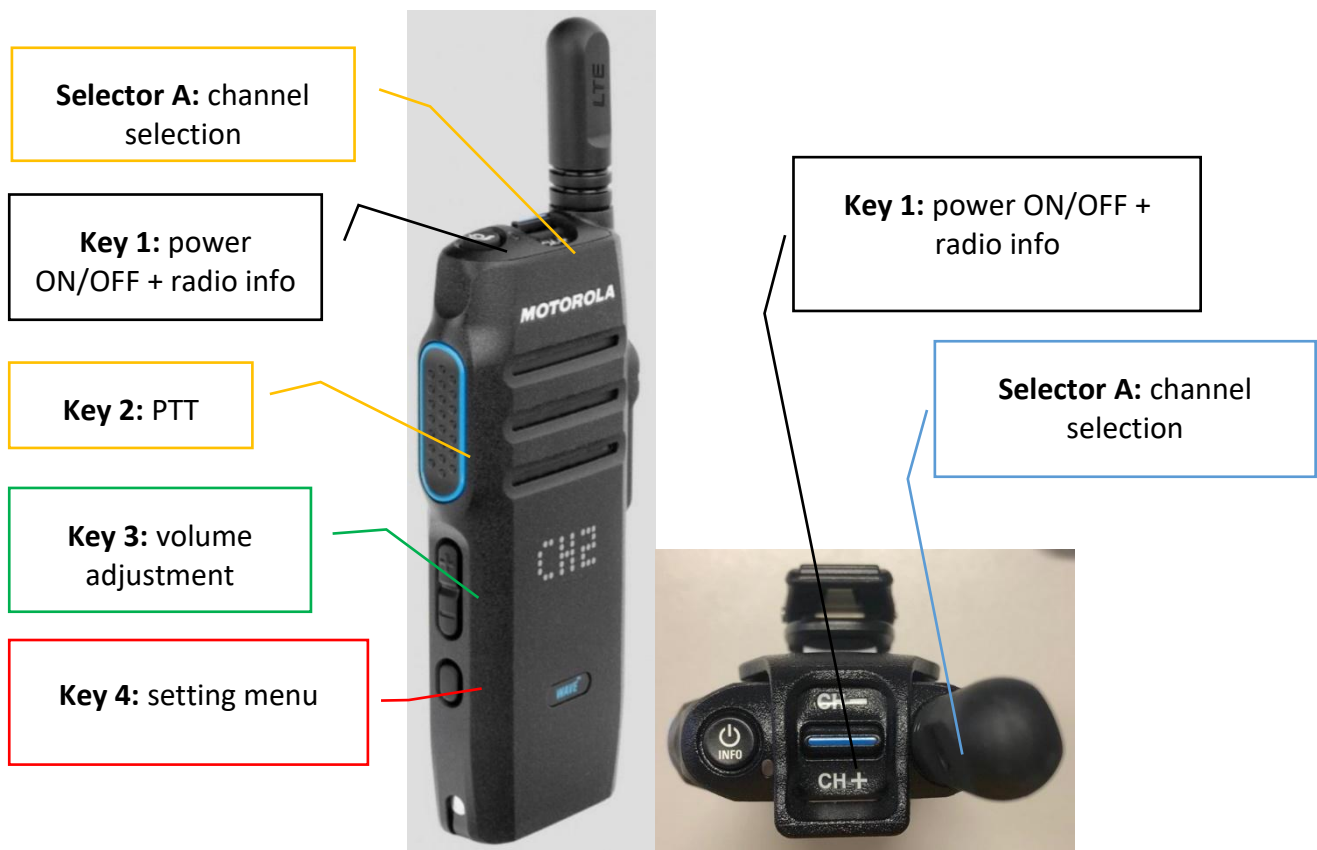 Selector A: channel
selection
Key 1: power
ON/OFF + radio info
Key 2: PTT
Key 3: volume
adjustment
Key 4: setting menu
LTE
MOTOROLA
CH2
WAVE
Key 1: power ON/OFF +
radio info
Selector A: channel
selection
CH-
INFO
CH+